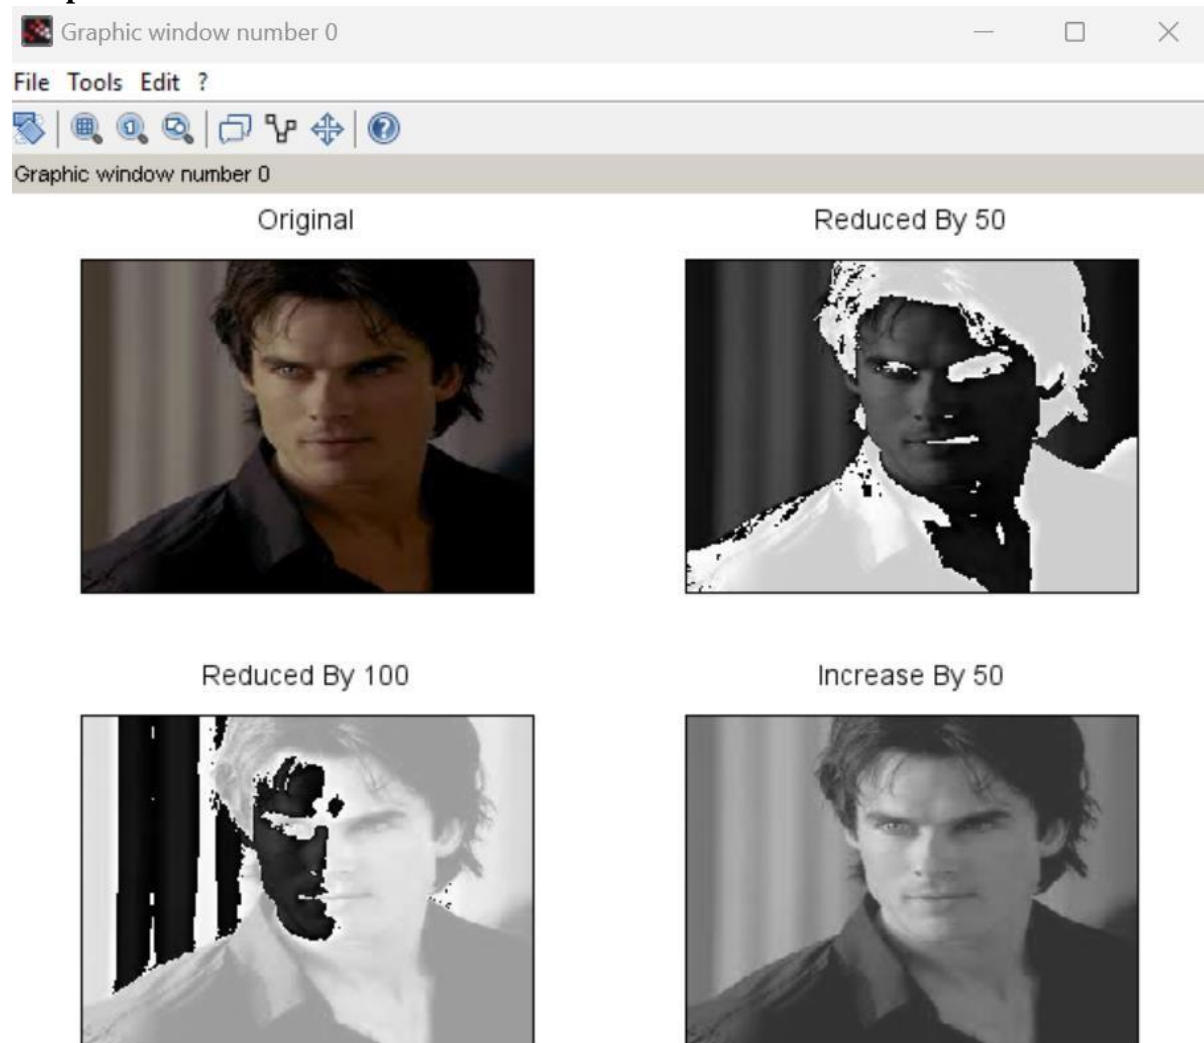 Graphic window number 0
File Tools Edit ?
Graphic window number 0
Original
Reduced By 50
Reduced By 100
Increase By 50